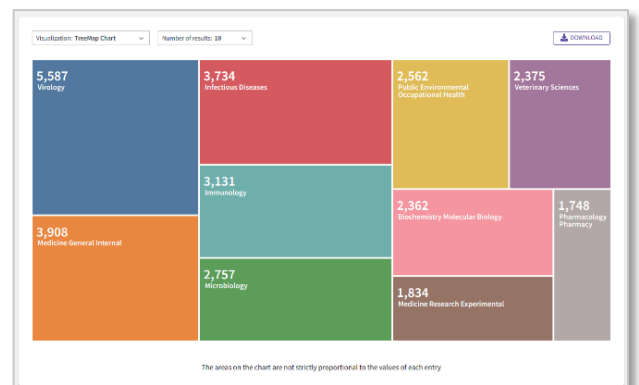 Visualization: TreeMap Chart
Number of results: 10
DOWNLOAD
5,587
Virology
3,734
Infectious Diseases
2,562
Public Environmental
Occupational Health
2,375
Veterinary Sciences
3,131
Immunology
2,362
Biochemistry Molecular Biology
1,748
Pharmacology
Pharmacy
3,908
Medicine General Internal
2,757
Microbiology
1,834
Medicine Research Experimental
The areas on the chart are not strictly proportional to the values of each entry